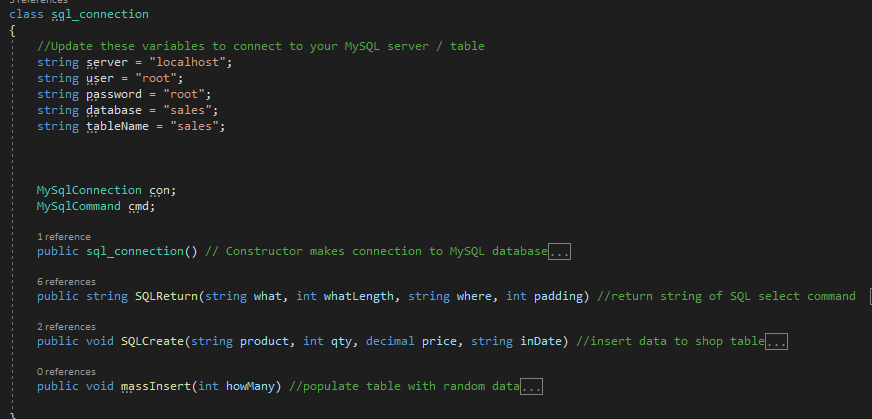 class sql_connection
{
//Update these variables to connect to your MySQL server / table
string server = "localhost";
string user = "root";
string password = "root";
string database = "sales";
string tableName = "sales";
MySqlConnection con;
MySqlCommand cmd;
1 reference
public sql_connection() // Constructor makes connection to MySQL database...
6 references
public string SQLReturn(string what, int whatLength, string where, int padding) //return string of SQL select command
2 references
public void SQLCreate(string product, int qty, decimal price, string inDate) //insert data to shop table...
0 references
public void massInsert(int howMany) //populate table with random data...
}